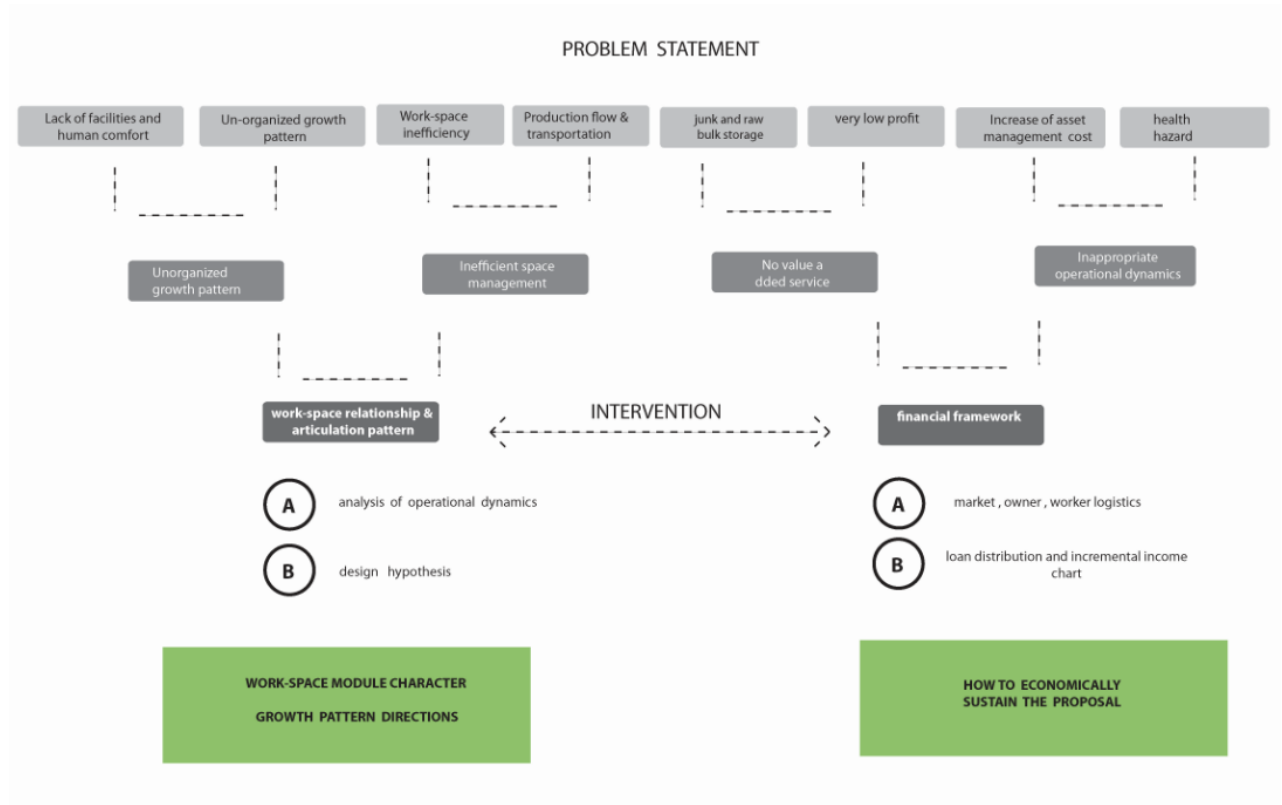 PROBLEM STATEMENT
Lack of facilities and
human comfort
Un-organized growth
pattern
Work-space
inefficiency
Production flow &
transportation
junk and raw
bulk storage
very low profit
Increase of asset
management cost
health
hazard
Unorganized
growth pattern
Inefficient space
management
No value a
dded service
Inappropriate
operational dynamics
work-space relationship &
articulation pattern
INTERVENTION
financial framework
A
analysis of operational dynamics
B
design hypothesis
A
market , owner , worker logistics
B
loan distribution and incremental income
chart
WORK-SPACE MODULE CHARACTER
GROWTH PATTERN DIRECTIONS
HOW TO ECONOMICALLY
SUSTAIN THE PROPOSAL